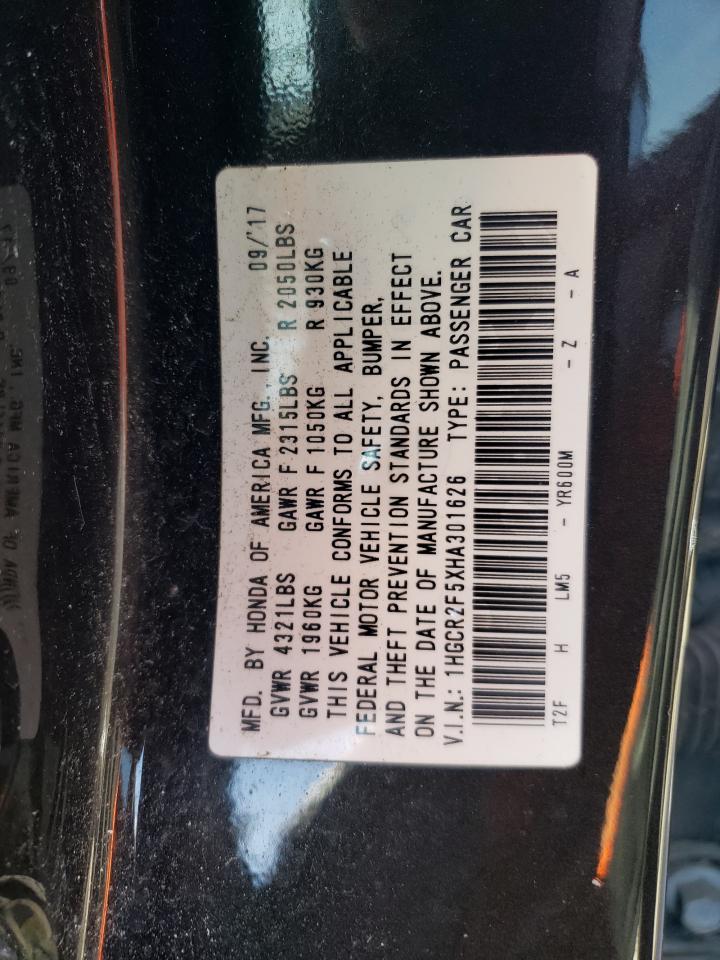 MFD. BY HONDA OF AMERICA MFG., INC. 09/'17
GVWR 4321LBS GAWR F 2315LBS R 2050LBS
GVWR 1960KG GAWR F 1050KG R 930KG
THIS VEHICLE CONFORMS TO ALL APPLICABLE
FEDERAL MOTOR VEHICLE SAFETY, BUMPER,
AND THEFT PREVENTION STANDARDS IN EFFECT
ON THE DATE OF MANUFACTURE SHOWN ABOVE.
V.I.N.: 1HGCR2F5XHA301626 TYPE: PASSENGER CAR
T2F H LM5 - YR600M - Z - A